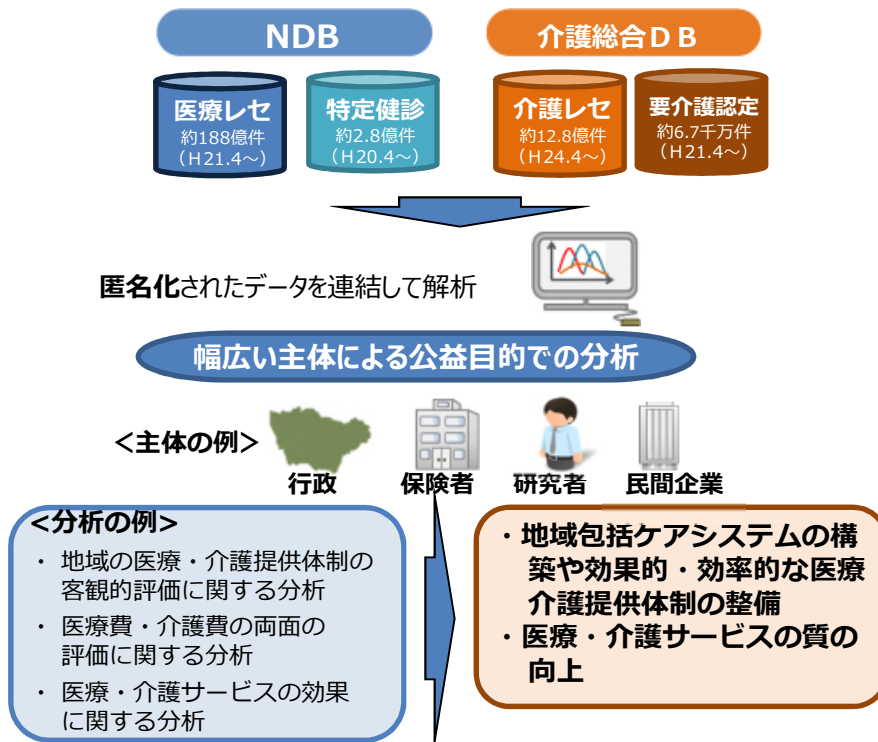 NDB
介護総合ＤＢ
医療レセ
約188億件
（Ｈ21.4～）
特定健診
約2.8億件
（Ｈ20.4～）
介護レセ
約12.8億件
（Ｈ24.4～）
要介護認定
約6.7千万件
（Ｈ21.4～）
匿名化されたデータを連結して解析
幅広い主体による公益目的での分析
<主体の例>
行政
保険者
研究者
民間企業
<分析の例>
・ 地域の医療・介護提供体制の
客観的評価に関する分析
・ 医療費・介護費の両面の
評価に関する分析
・ 医療・介護サービスの効果
に関する分析
・地域包括ケアシステムの構
築や効果的・効率的な医療
介護提供体制の整備
・医療・介護サービスの質の
向上